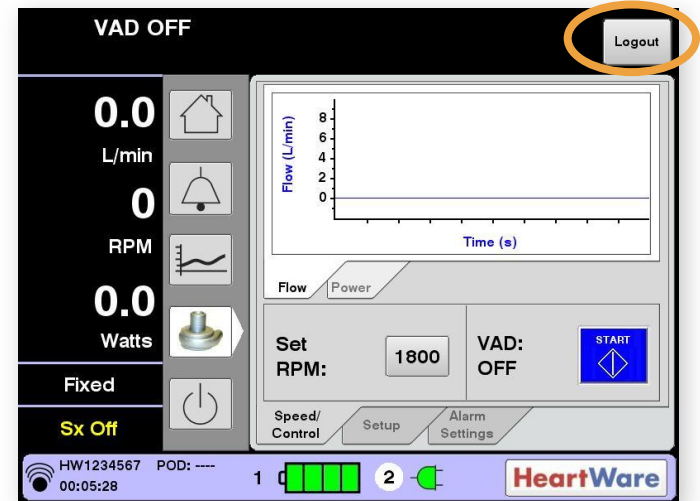 VAD OFF
Logout
0.0
L/min
0
RPM
0.0
Watts
Fixed
Sx Off
Flow (L/min)
8
6
4
2
0
Time (s)
Flow
Power
Set
RPM:
1800
VAD:
OFF
START
Speed/
Control
Setup
Alarm
Settings
HW1234567 POD: ----
00:05:28
1
2
HeartWare